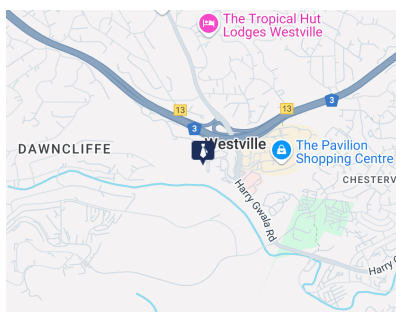 The Tropical Hut
Lodges Westville
13
13
3
3
Westville
DAWNCLIFFE
The Pavilion
Shopping Centre
CHESTERV
Harry Gwala Rd
Harry G